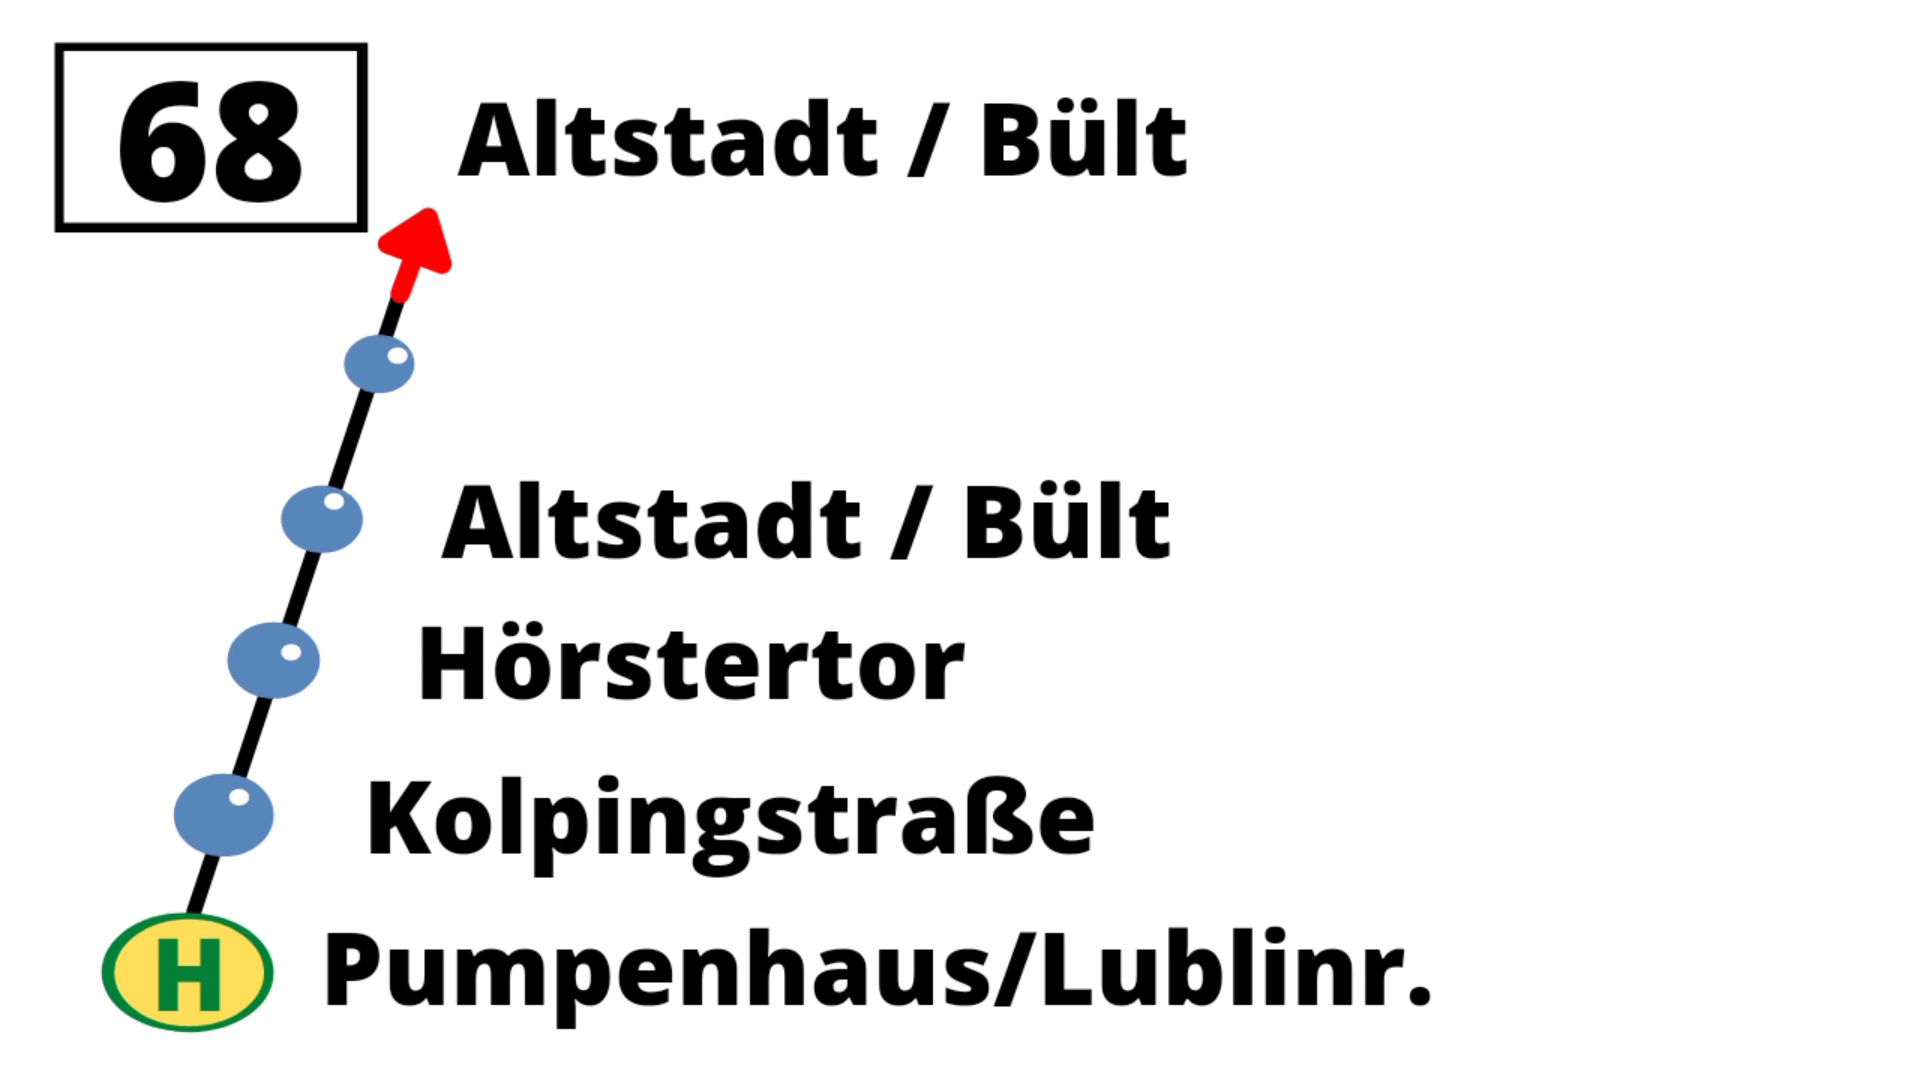 68 Altstadt / Bült
Altstadt / Bült
Hörstertor
Kolpingstraße
H Pumpenhaus/Lublinr.